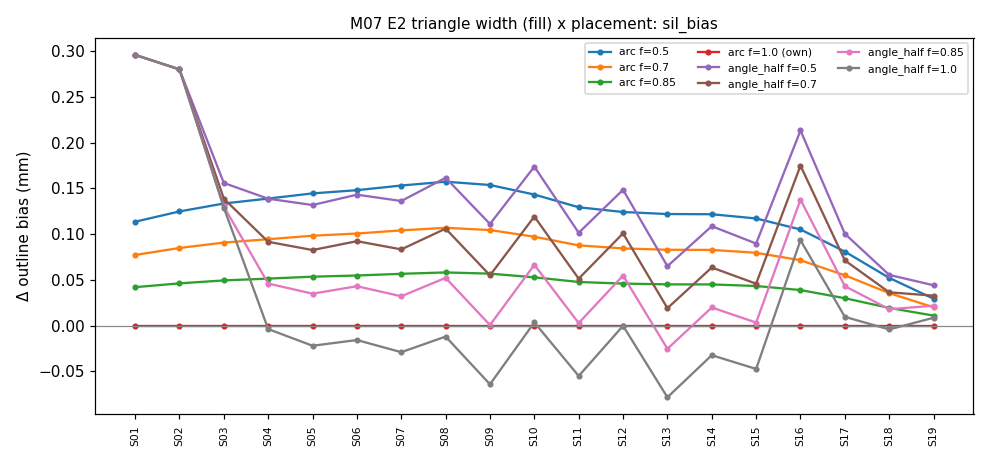 M07 E2 triangle width (fill) x placement: sil_bias
Δ outline bias (mm)
0.30
0.25
0.20
0.15
0.10
0.05
0.00
−0.05
arc f=0.5
arc f=0.7
arc f=0.85
arc f=1.0 (own)
angle_half f=0.5
angle_half f=0.7
angle_half f=0.85
angle_half f=1.0
S01
S02
S03
S04
S05
S06
S07
S08
S09
S10
S11
S12
S13
S14
S15
S16
S17
S18
S19